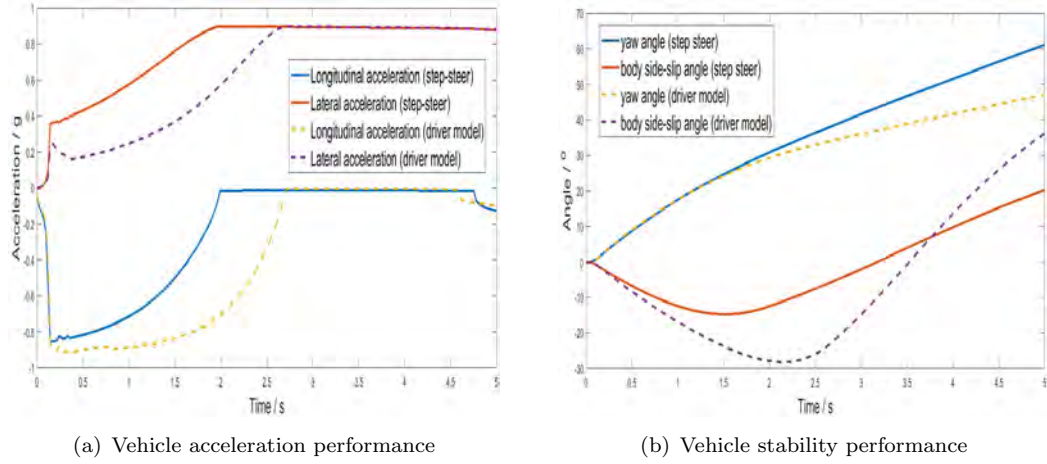 1
0.8
0.6
0.4
0.2
0
-0.2
-0.4
-0.6
-0.8
-1
Acceleration / g
Longitudinal acceleration (step-steer)
Lateral acceleration (step-steer)
Longitudinal acceleration (driver model)
Lateral acceleration (driver model)
0 0.5 1 1.5 2 2.5 3 3.5 4 4.5 5
Time / s
(a) Vehicle acceleration performance
70
60
50
40
30
20
10
0
-10
-20
-30
Angle / °
yaw angle (step steer)
body side-slip angle (step steer)
yaw angle (driver model)
body side-slip angle (driver model)
0 0.5 1 1.5 2 2.5 3 3.5 4 4.5 5
Time / s
(b) Vehicle stability performance